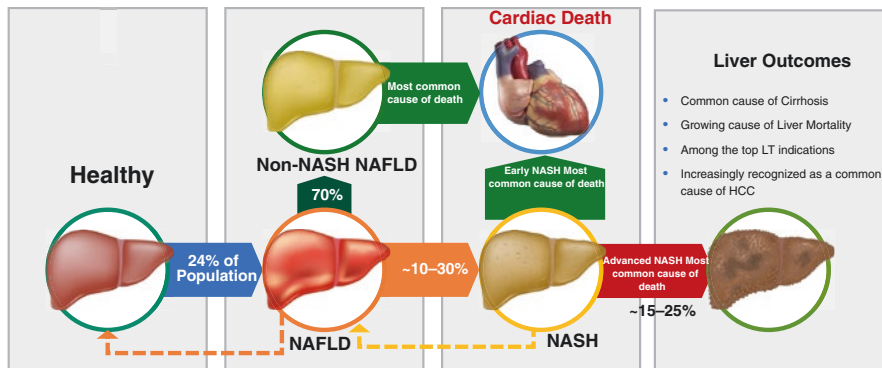 Cardiac Death
Most common
cause of death
Non-NASH NAFLD
Healthy
70%
Early NASH Most
common cause of death
24% of
Population
~10–30%
Advanced NASH Most
common cause of
death
~15–25%
NAFLD
NASH
Liver Outcomes
• Common cause of Cirrhosis
• Growing cause of Liver Mortality
• Among the top LT indications
• Increasingly recognized as a common
cause of HCC